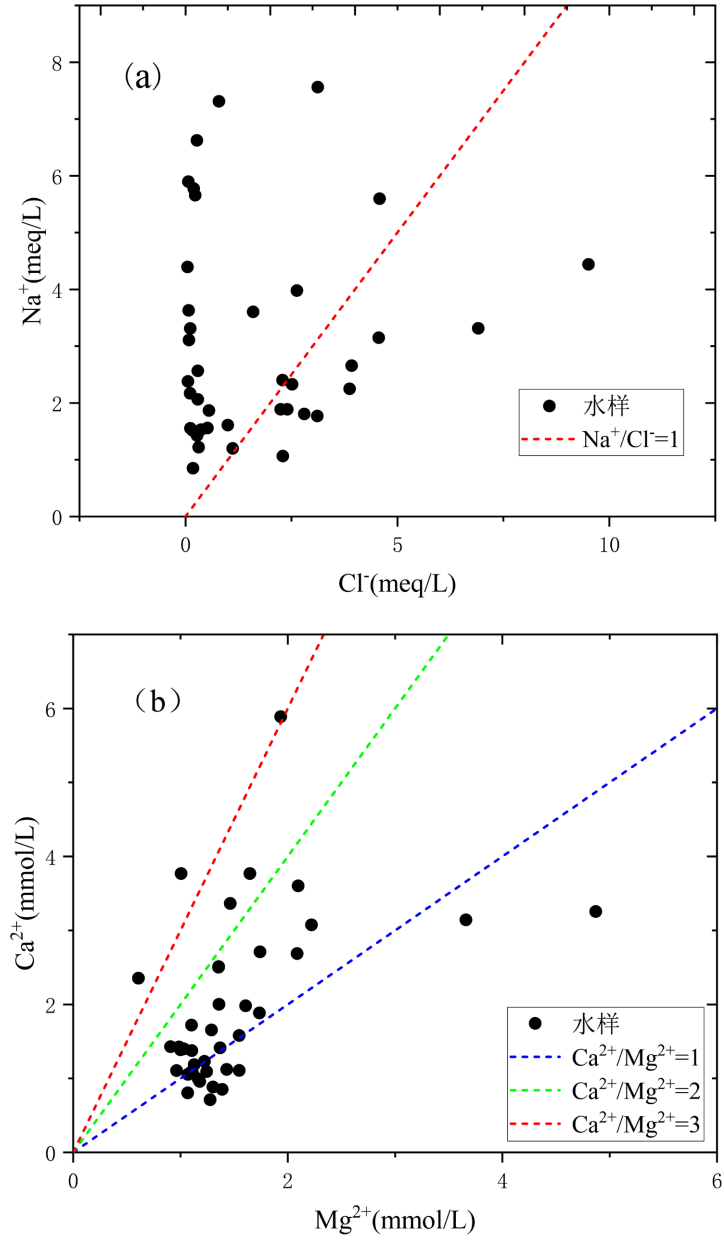 (a)
8
6
4
2
0
Na⁺(meq/L)
水样
Na⁺/Cl⁻=1
0
5
10
Cl⁻(meq/L)
(b)
6
4
2
0
Ca²⁺(mmol/L)
水样
Ca²⁺/Mg²⁺=1
Ca²⁺/Mg²⁺=2
Ca²⁺/Mg²⁺=3
0
2
4
6
Mg²⁺(mmol/L)